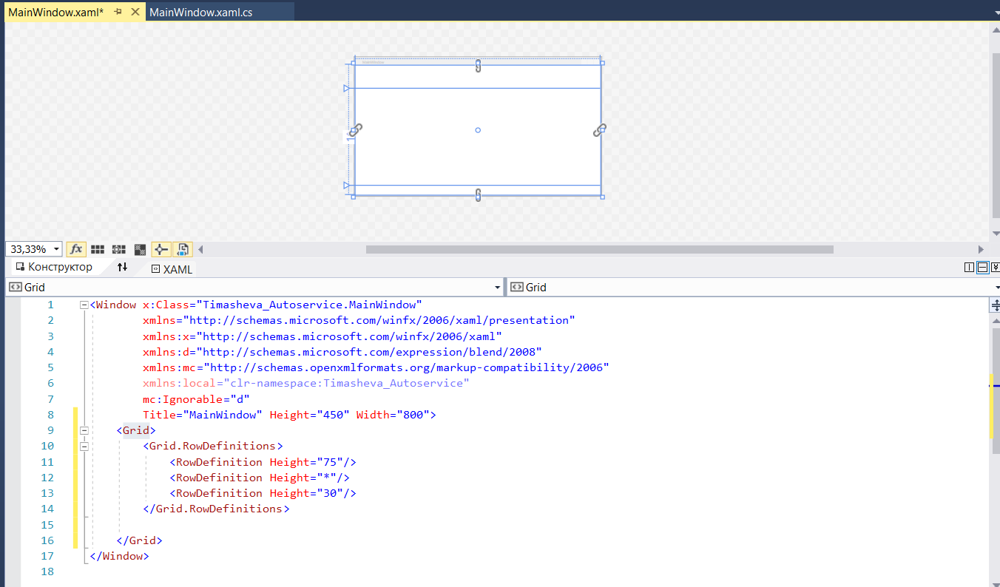 MainWindow.xaml* MainWindow.xaml.cs
MainWindow
33,33% fx
Конструктор XAML
Grid Grid
1 <Window x:Class="Timasheva_Autoservice.MainWindow"
2 xmlns="http://schemas.microsoft.com/winfx/2006/xaml/presentation"
3 xmlns:x="http://schemas.microsoft.com/winfx/2006/xaml"
4 xmlns:d="http://schemas.microsoft.com/expression/blend/2008"
5 xmlns:mc="http://schemas.openxmlformats.org/markup-compatibility/2006"
6 xmlns:local="clr-namespace:Timasheva_Autoservice"
7 mc:Ignorable="d"
8 Title="MainWindow" Height="450" Width="800">
9 <Grid>
10 <Grid.RowDefinitions>
11 <RowDefinition Height="75"/>
12 <RowDefinition Height="*"/>
13 <RowDefinition Height="30"/>
14 </Grid.RowDefinitions>
15
16 </Grid>
17 </Window>
18